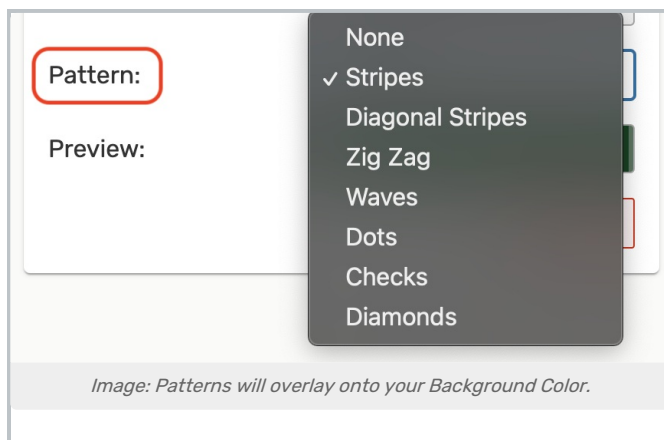 None
Pattern:
✓ Stripes
Diagonal Stripes
Preview:
Zig Zag
Waves
Dots
Checks
Diamonds
Image: Patterns will overlay onto your Background Color.